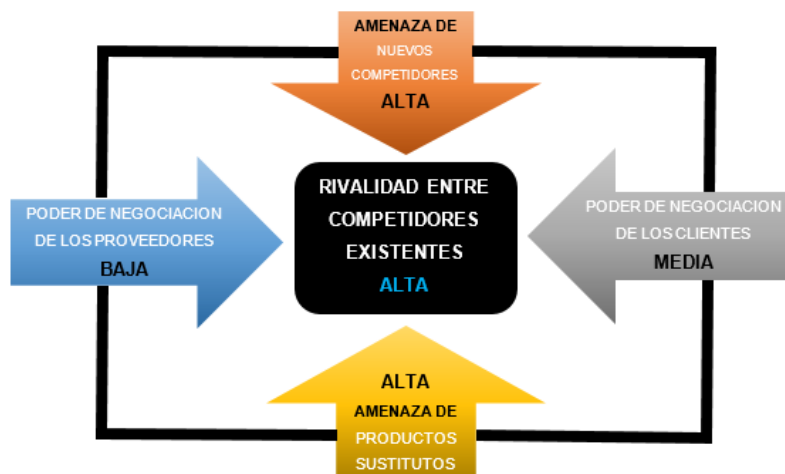 AMENAZA DE
NUEVOS
COMPETIDORES
ALTA
PODER DE NEGOCIACION
DE LOS PROVEEDORES
BAJA
RIVALIDAD ENTRE
COMPETIDORES
EXISTENTES
ALTA
PODER DE NEGOCIACION
DE LOS CLIENTES
MEDIA
ALTA
AMENAZA DE
PRODUCTOS
SUSTITUTOS